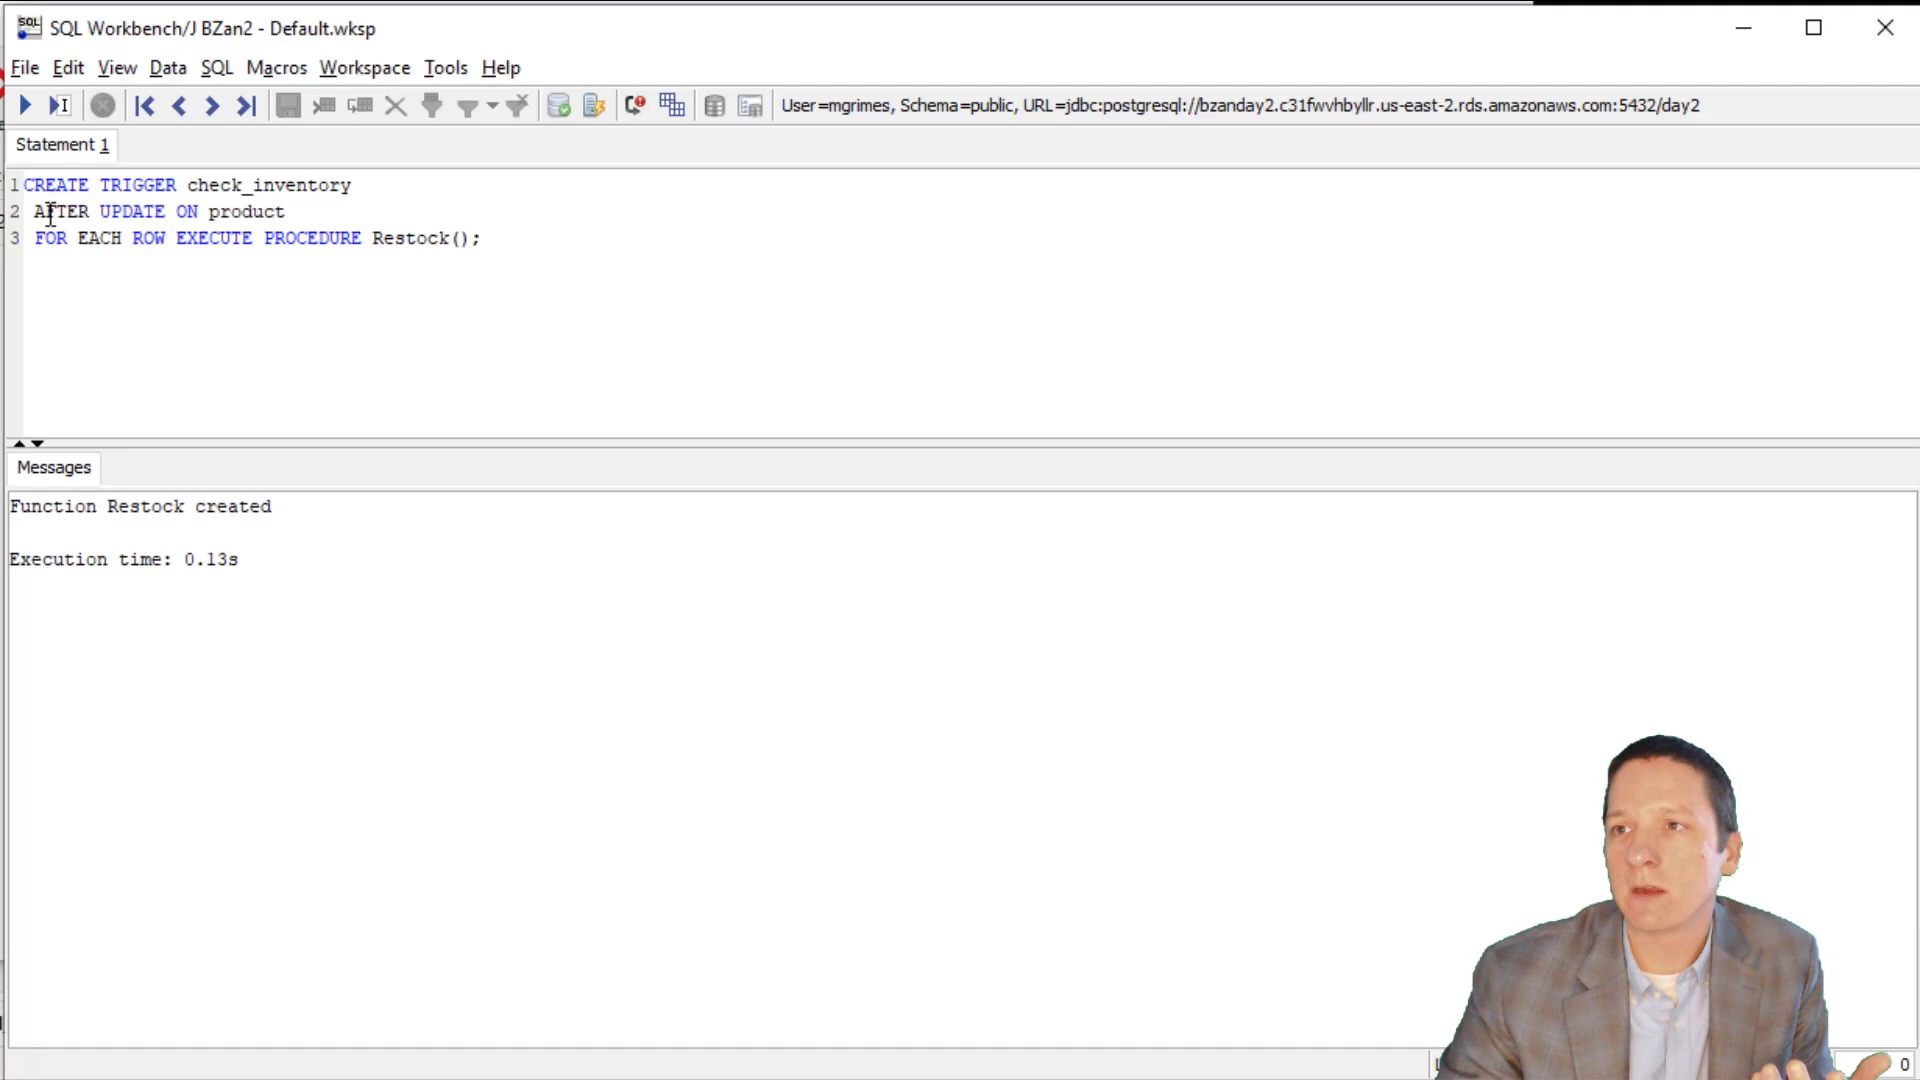 SQL
SQL Workbench/J BZan2 - Default.wksp
File Edit View Data SQL Macros Workspace Tools Help
User=mgrimes, Schema=public, URL=jdbc:postgresql://bzanday2.c31fwvhbyllr.us-east-2.rds.amazonaws.com:5432/day2
Statement 1
1 CREATE TRIGGER check_inventory
2 AFTER UPDATE ON product
3 FOR EACH ROW EXECUTE PROCEDURE Restock();
Messages
Function Restock created
Execution time: 0.13s
0